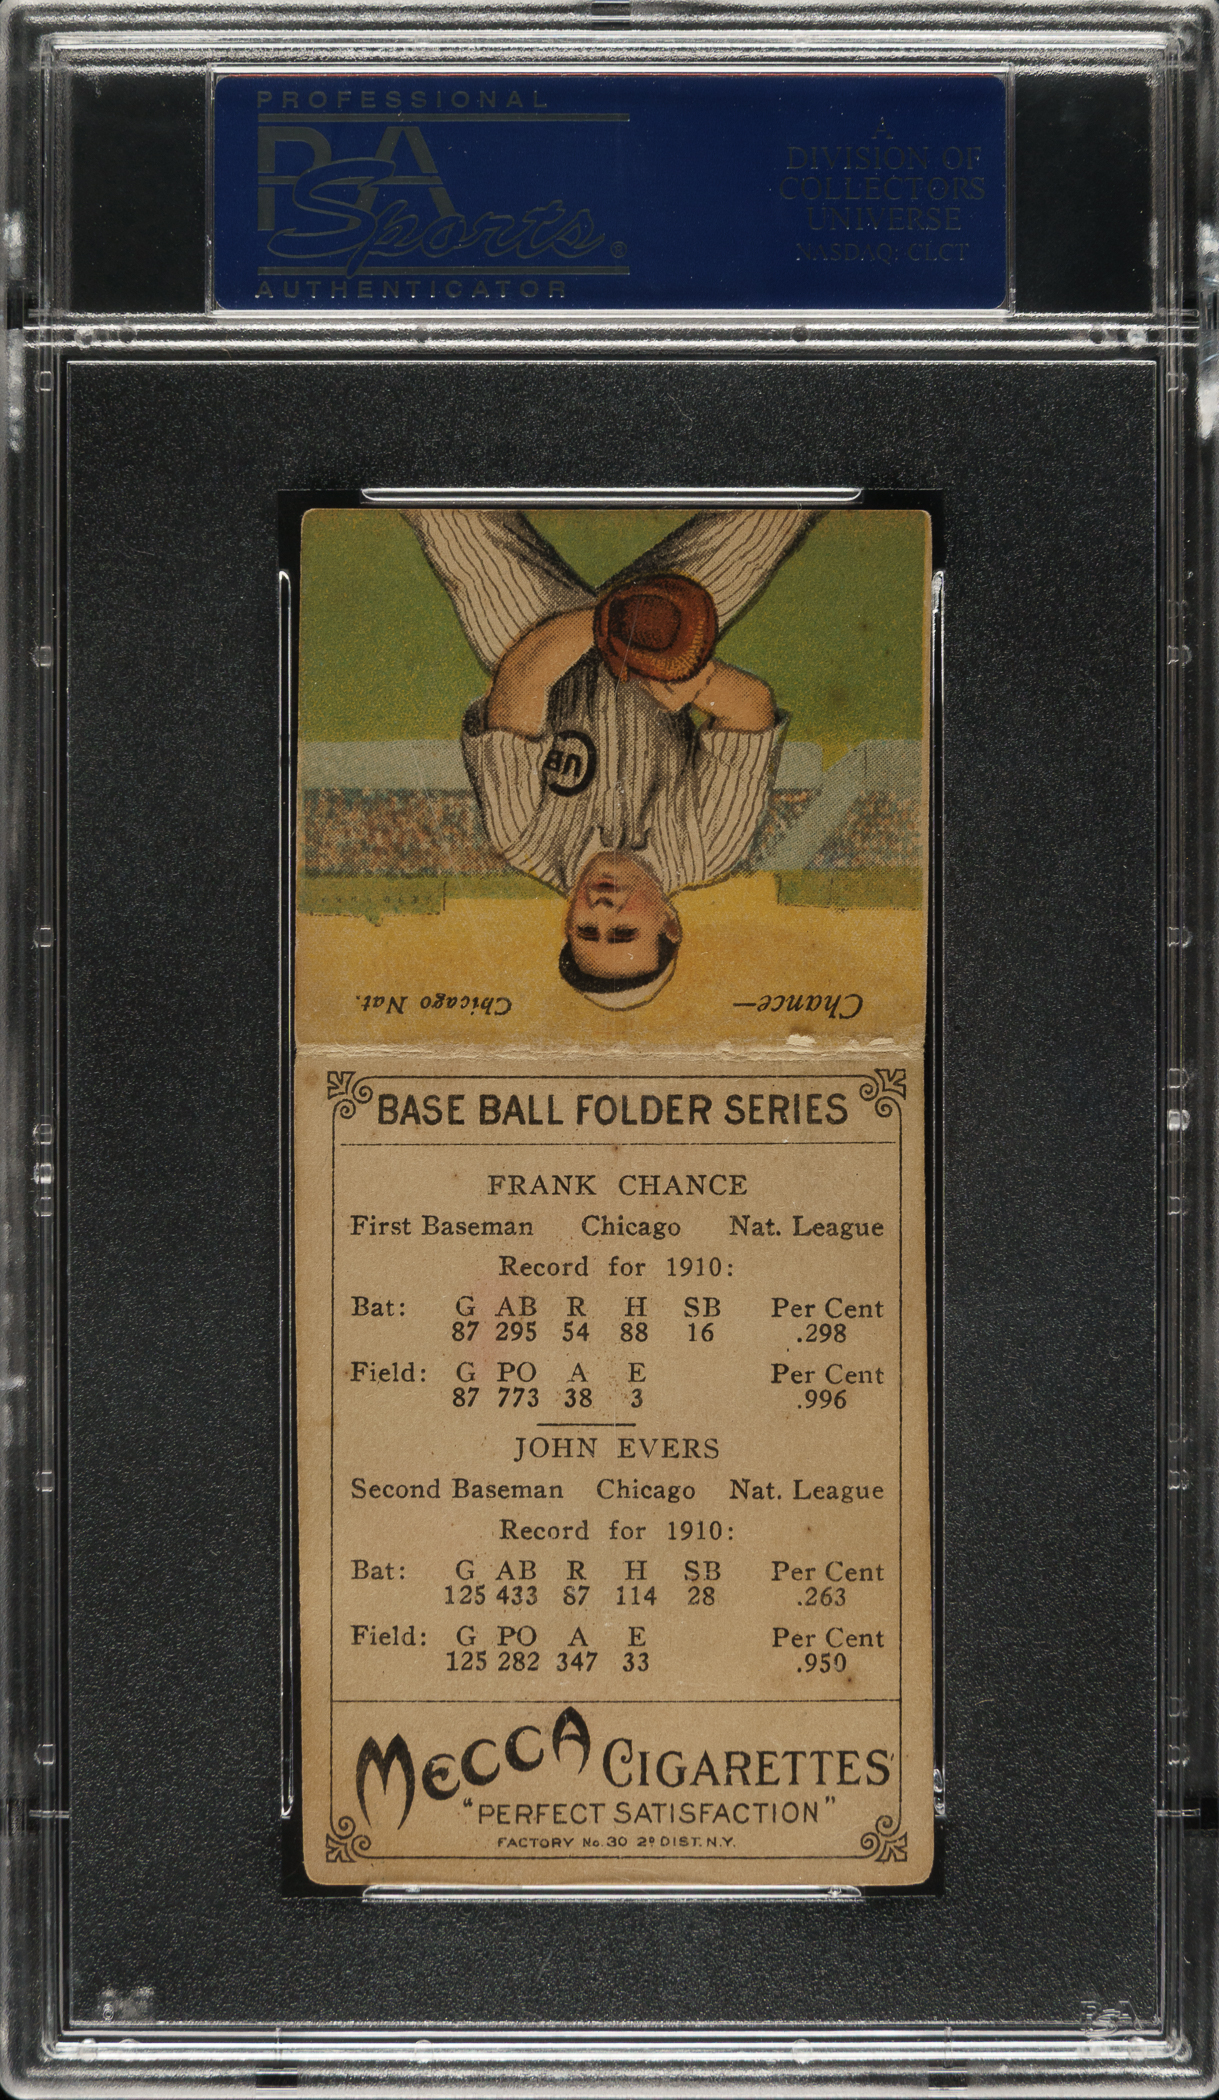 PROFESSIONAL
PSA
Sports®
AUTHENTICATOR
A
DIVISION OF
COLLECTORS
UNIVERSE
NASDAQ: CLCT
UB
Chance—
Chicago Nat.
BASE BALL FOLDER SERIES
FRANK CHANCE
First Baseman Chicago Nat. League
Record for 1910:
Bat: G AB R H SB Per Cent
87 295 54 88 16 .298
Field: G PO A E Per Cent
87 773 38 3 .996
JOHN EVERS
Second Baseman Chicago Nat. League
Record for 1910:
Bat: G AB R H SB Per Cent
125 433 87 114 28 .263
Field: G PO A E Per Cent
125 282 347 33 .950
MECCA CIGARETTES
"PERFECT SATISFACTION"
FACTORY No. 30 2D DIST. N.Y.
PSA